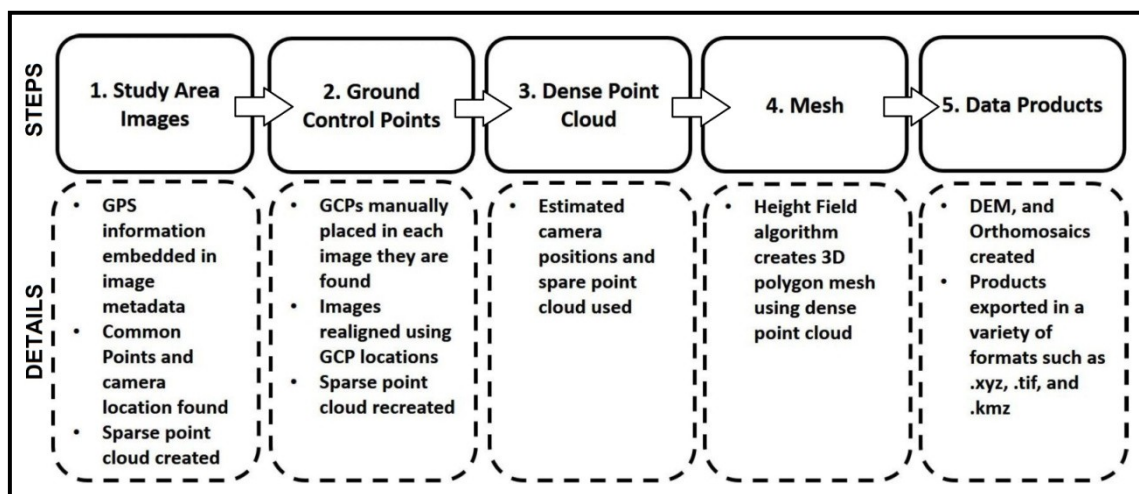 STEPS
1. Study Area
Images
2. Ground
Control Points
3. Dense Point
Cloud
4. Mesh
5. Data Products
DETAILS
• GPS
information
embedded in
image
metadata
• Common
Points and
camera
location found
• Sparse point
cloud created
• GCPs manually
placed in each
image they are
found
• Images
realigned using
GCP locations
• Sparse point
cloud recreated
• Estimated
camera
positions and
spare point
cloud used
• Height Field
algorithm
creates 3D
polygon mesh
using dense
point cloud
• DEM, and
Orthomosaics
created
• Products
exported in a
variety of
formats such as
.xyz, .tif, and
.kmz